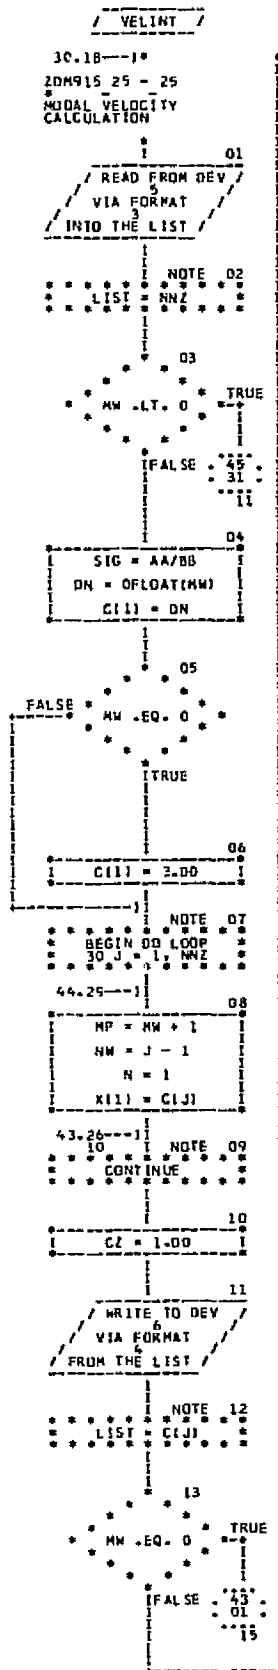 / VELINT /
30.18---)*
ZDM915_25 - 25
MODAL VELOCITY
CALCULATION
01
READ FROM DEV
5
VIA FORMAT
3
INTO THE LIST
NOTE 02
LIST = NNZ
03
TRUE
MW .LT. 0
FALSE
45
31
11
04
SIG = AA/BB
DN = DFLOAT(MW)
C(1) = DN
05
FALSE
MW .EQ. 0
TRUE
06
C(1) = 3.D0
NOTE 07
BEGIN DO LOOP
30 J = 1, NNZ
44.25---)
08
MP = MW + 1
NW = J - 1
N = 1
X(1) = C(J)
43.26---)
10 NOTE 09
CONTINUE
10
CZ = 1.D0
11
WRITE TO DEV
6
VIA FORMAT
4
FROM THE LIST
NOTE 12
LIST = C(J)
13
TRUE
MW .EQ. 0
FALSE
43
01
15